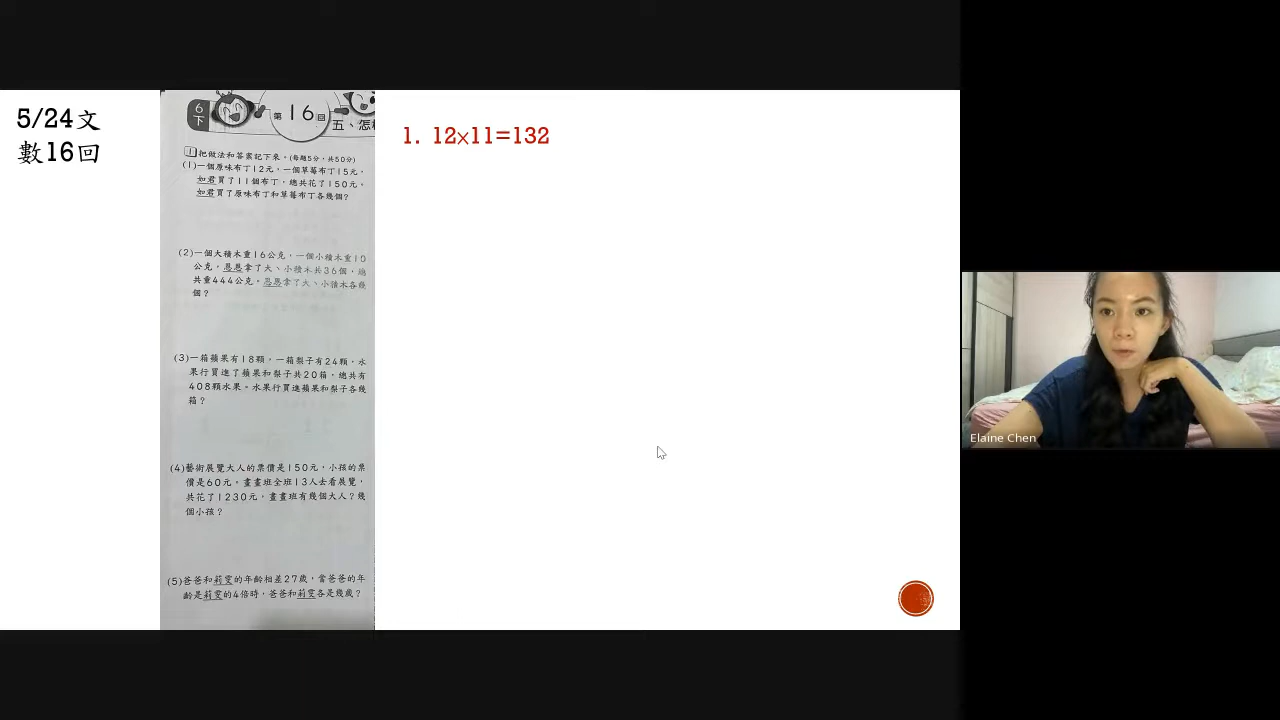 5/24文
數16回
6
下
第16回
五、怎
1把做法和答案記下來。(每題5分,共50分)
(1)一個原味布丁12元,一個草莓布丁15元,
如君買了11個布丁,總共花了150元。
如君買了原味布丁和草莓布丁各幾個?
(2)一個大積木重16公克,一個小積木重10
公克,恩恩拿了大、小積木共36個,總
共重444公克,恩恩拿了大、小積木各幾
個?
(3)一箱蘋果有18顆,一箱梨子有24顆,水
果行買進了蘋果和梨子共20箱,總共有
408顆水果。水果行買進蘋果和梨子各幾
箱?
(4)藝術展覽大人的票價是150元,小孩的票
價是60元。畫畫班全班13人去看展覽,
共花了1230元,畫畫班有幾個大人?幾
個小孩?
(5)爸爸和莉雯的年齡相差27歲,當爸爸的年
齡是莉雯的4倍時,爸爸和莉雯各是幾歲?
1. 12×11=132
Elaine Chen